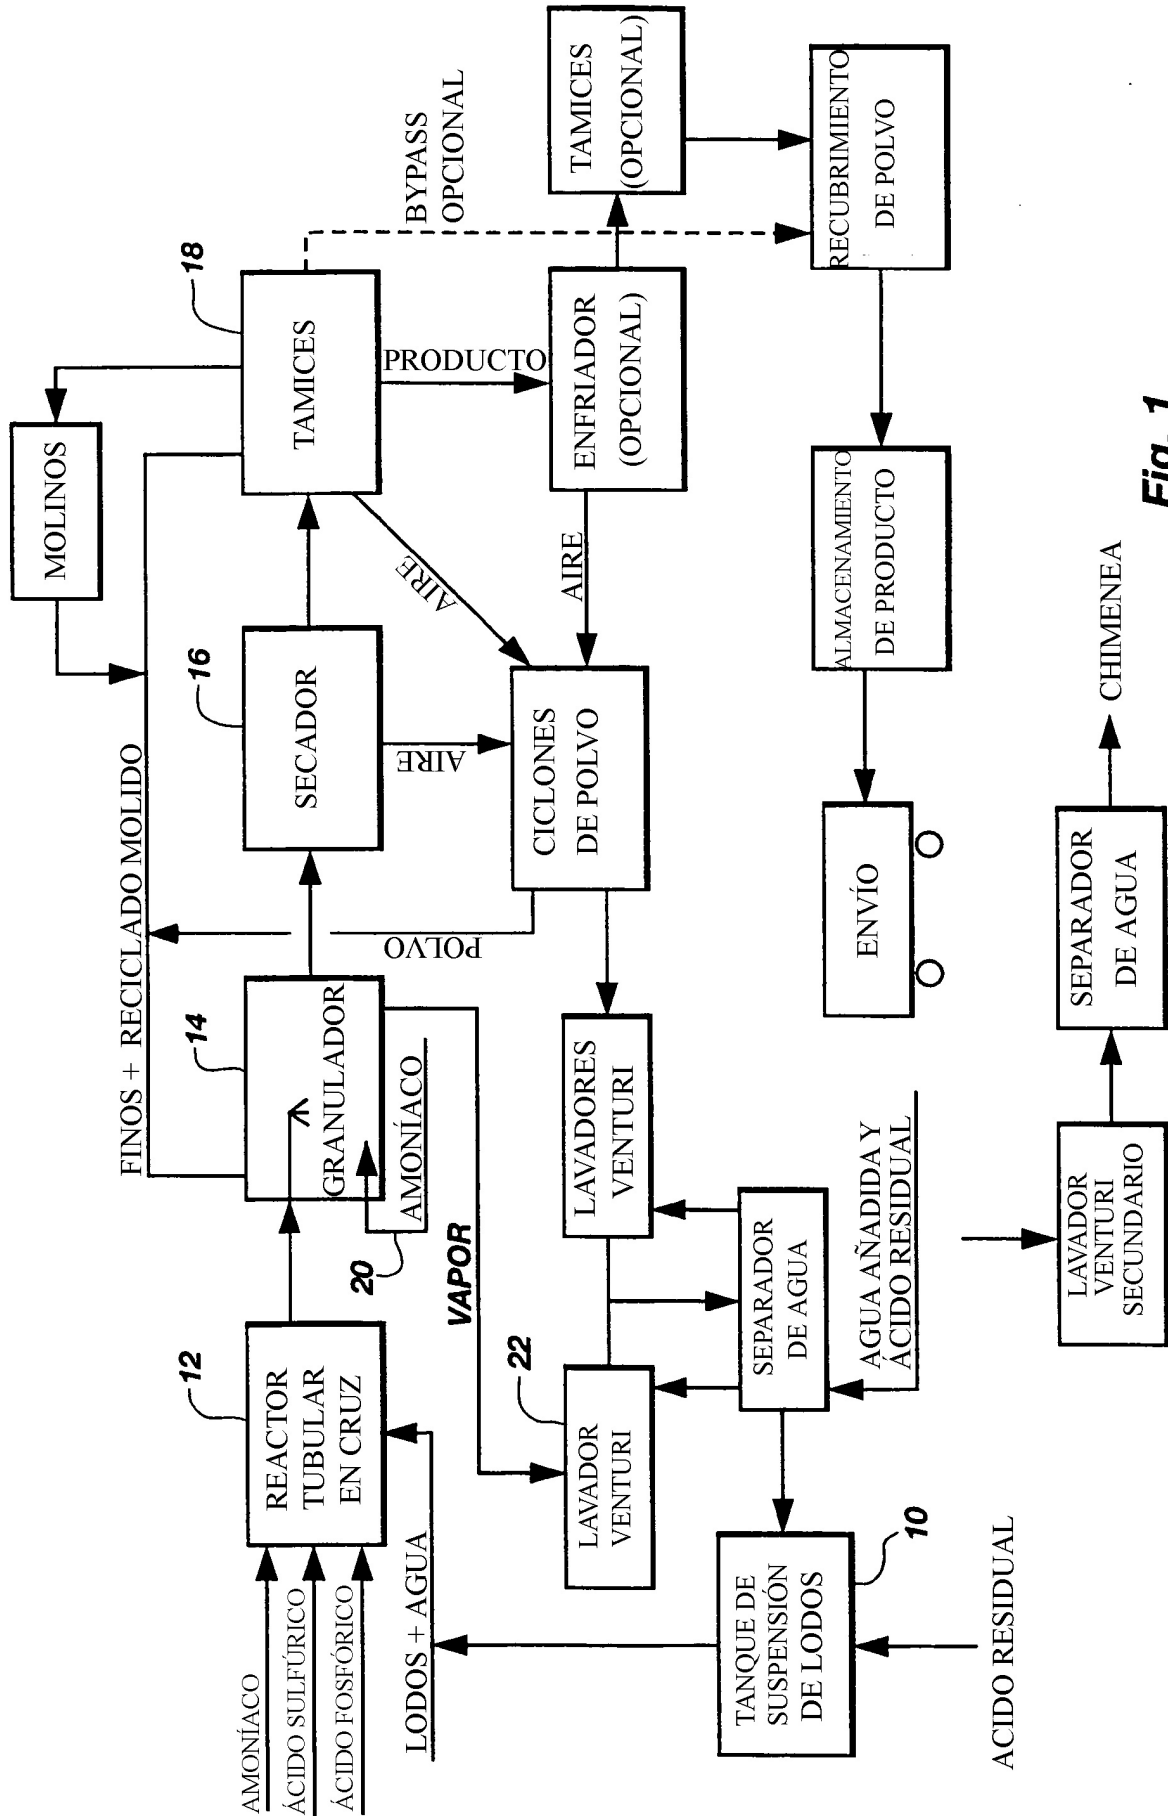 MOLINOS
FINOS + RECICLADO MOLIDO
12
14
16
18
AMONÍACO
ÁCIDO SULFÚRICO
ÁCIDO FOSFÓRICO
REACTOR
TUBULAR
EN CRUZ
GRANULADOR
SECADOR
TAMICES
BYPASS
OPCIONAL
20
AMONÍACO
LODOS + AGUA
VAPOR
POLVO
AIRE
AIRE
PRODUCTO
22
LAVADOR
VENTURI
LAVADORES
VENTURI
CICLONES
DE POLVO
AIRE
ENFRIADOR
(OPCIONAL)
TAMICES
(OPCIONAL)
TANQUE DE
SUSPENSIÓN
DE LODOS
10
SEPARADOR
DE AGUA
AGUA AÑADIDA Y
ÁCIDO RESIDUAL
ENVÍO
ALMACENAMIENTO
DE PRODUCTO
RECUBRIMIENTO
DE POLVO
ACIDO RESIDUAL
LAVADOR
VENTURI
SECUNDARIO
SEPARADOR
DE AGUA
CHIMENEA
Fig. 1